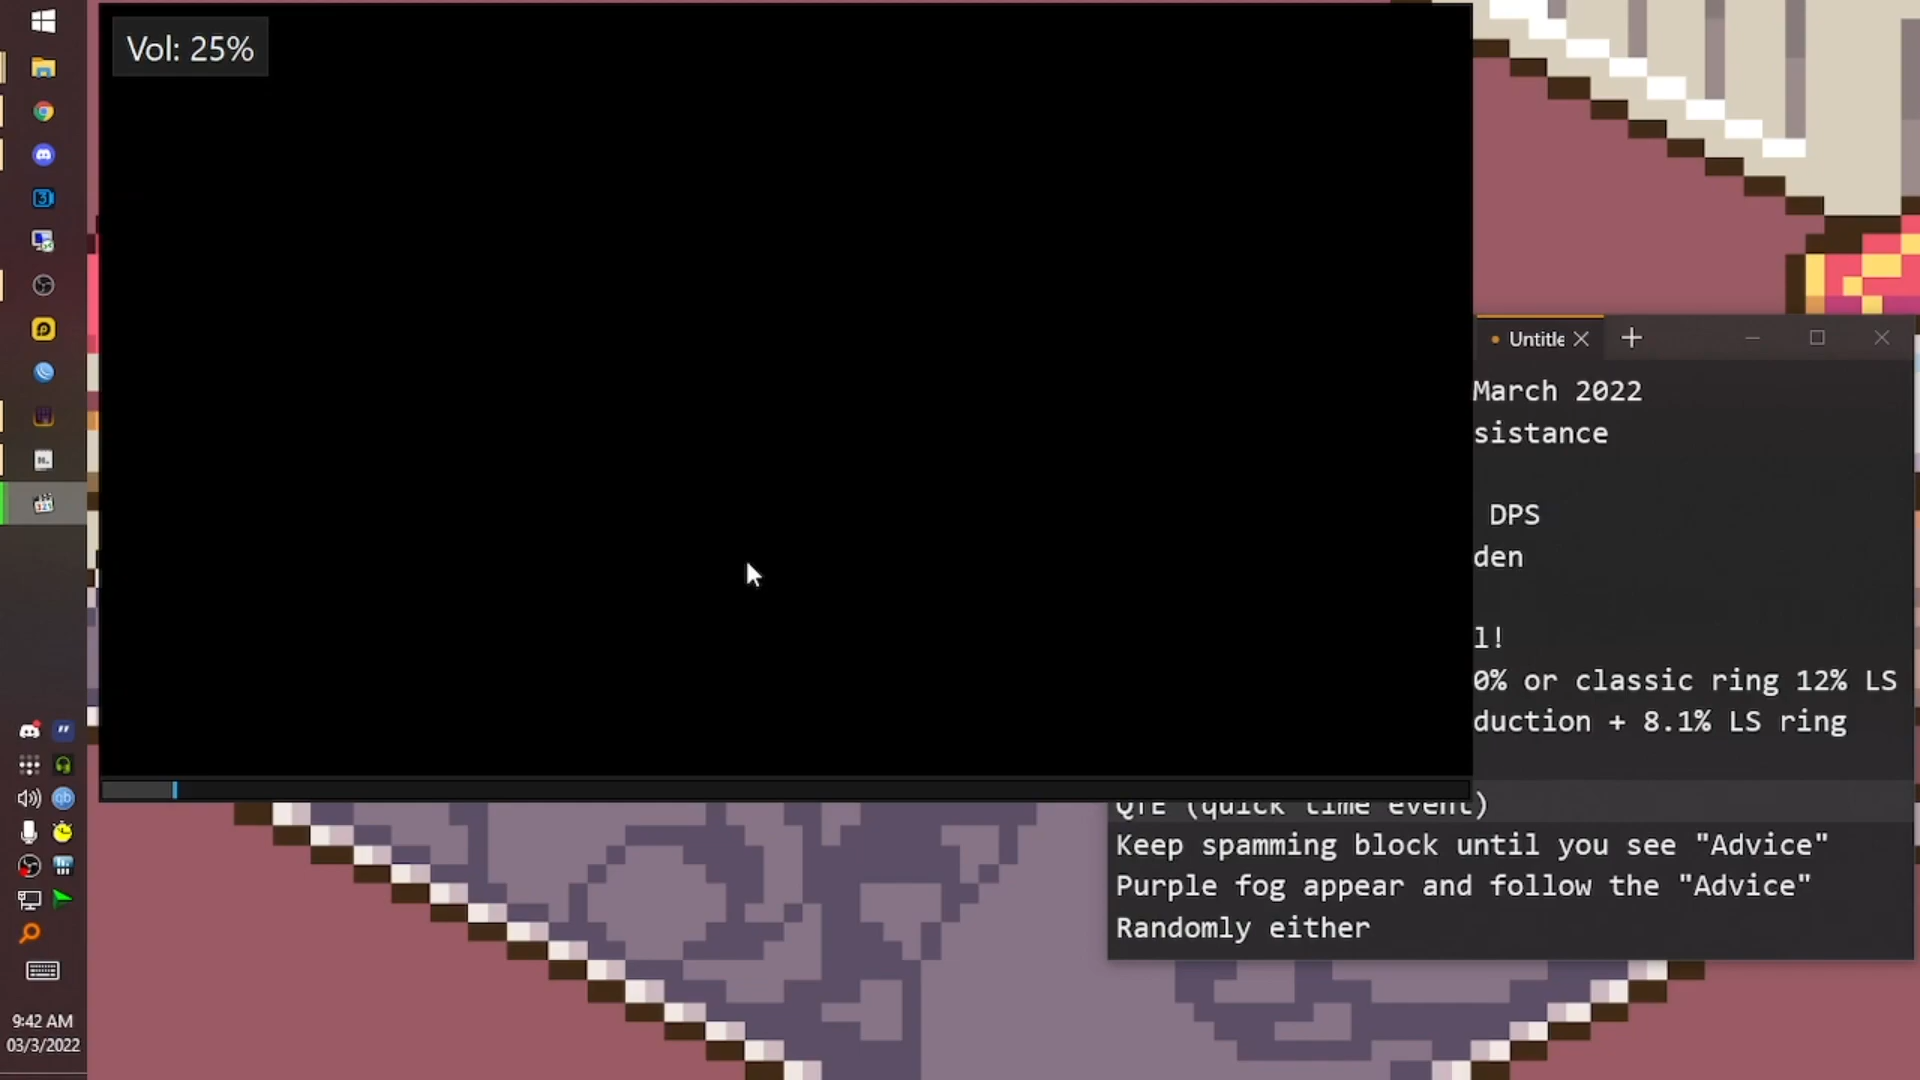 Vol: 25%
Untitle
March 2022
sistance
DPS
den
l!
0% or classic ring 12% LS
duction + 8.1% LS ring
QTE (quick time event)
Keep spamming block until you see "Advice"
Purple fog appear and follow the "Advice"
Randomly either
9:42 AM
03/3/2022